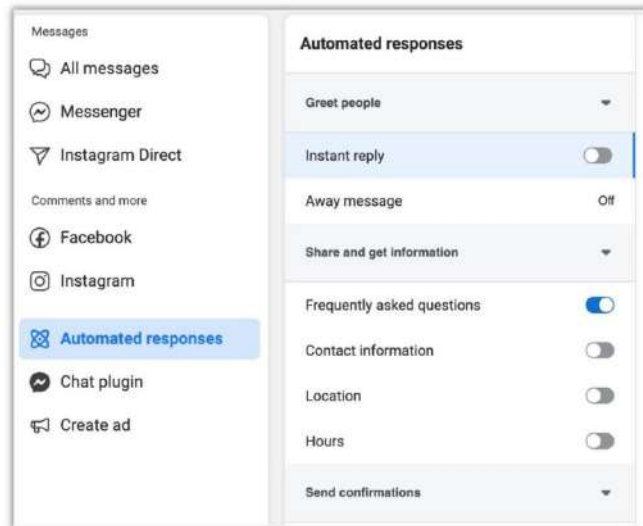 Messages
All messages
Messenger
Instagram Direct
Comments and more
Facebook
Instagram
Automated responses
Chat plugin
Create ad
Automated responses
Greet people
Instant reply
Away message Off
Share and get information
Frequently asked questions
Contact information
Location
Hours
Send confirmations